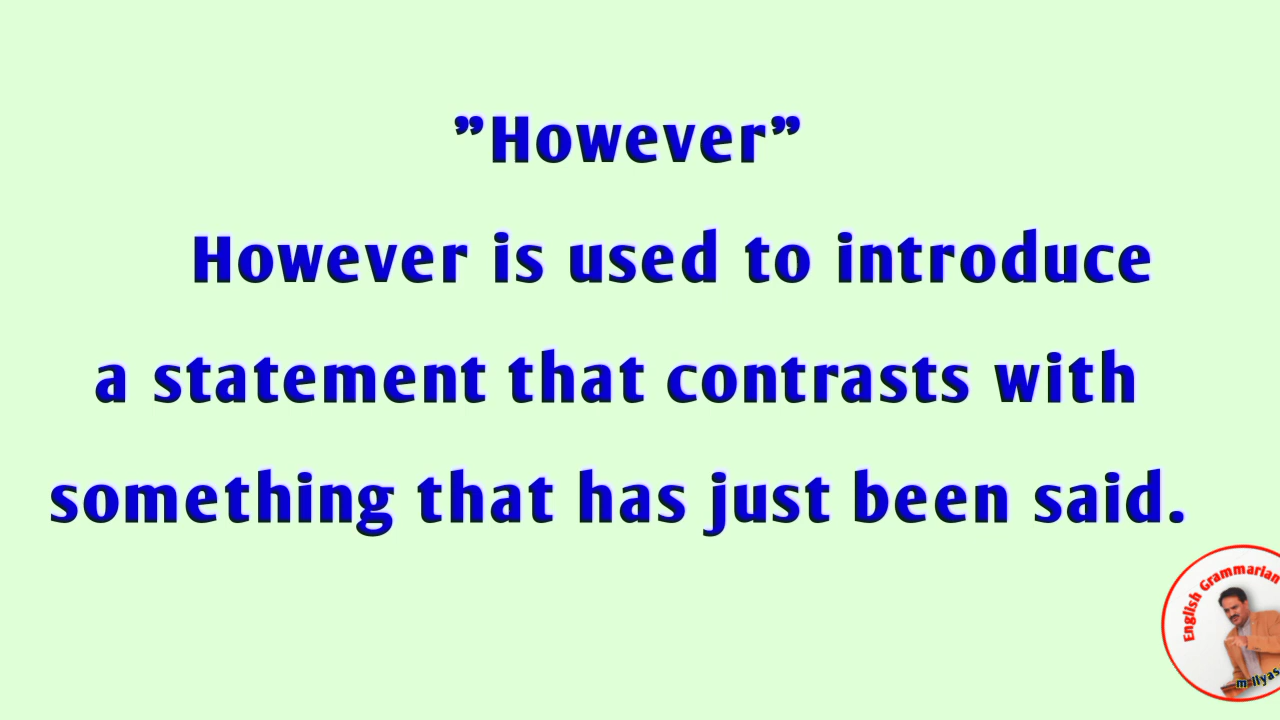 ”However”
However is used to introduce
a statement that contrasts with
something that has just been said.
English Grammarian
m ilyas